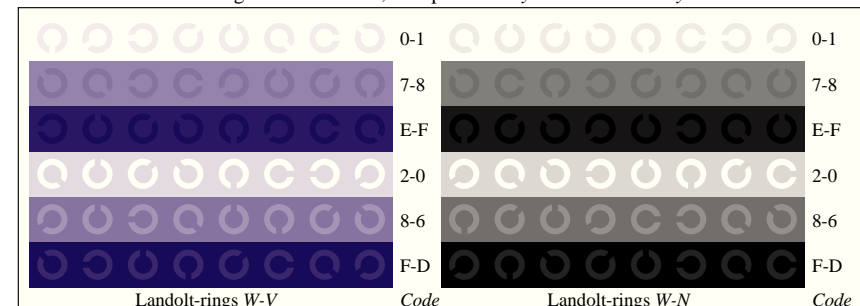 0-1 0-1
7-8 7-8
E-F E-F
2-0 2-0
8-6 8-6
F-D F-D
Landolt-rings W-V Code Landolt-rings W-N Code